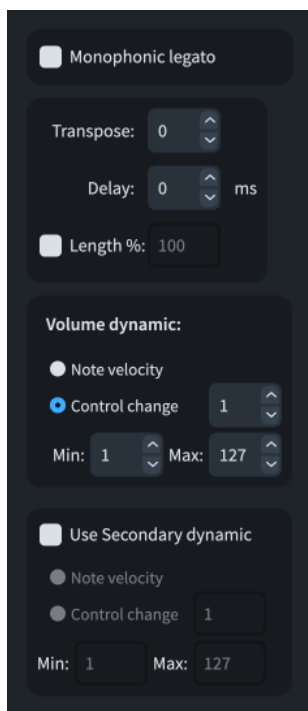 Monophonic legato
Transpose: 0
Delay: 0 ms
Length %: 100
Volume dynamic:
Note velocity
Control change 1
Min: 1 Max: 127
Use Secondary dynamic
Note velocity
Control change 1
Min: 1 Max: 127